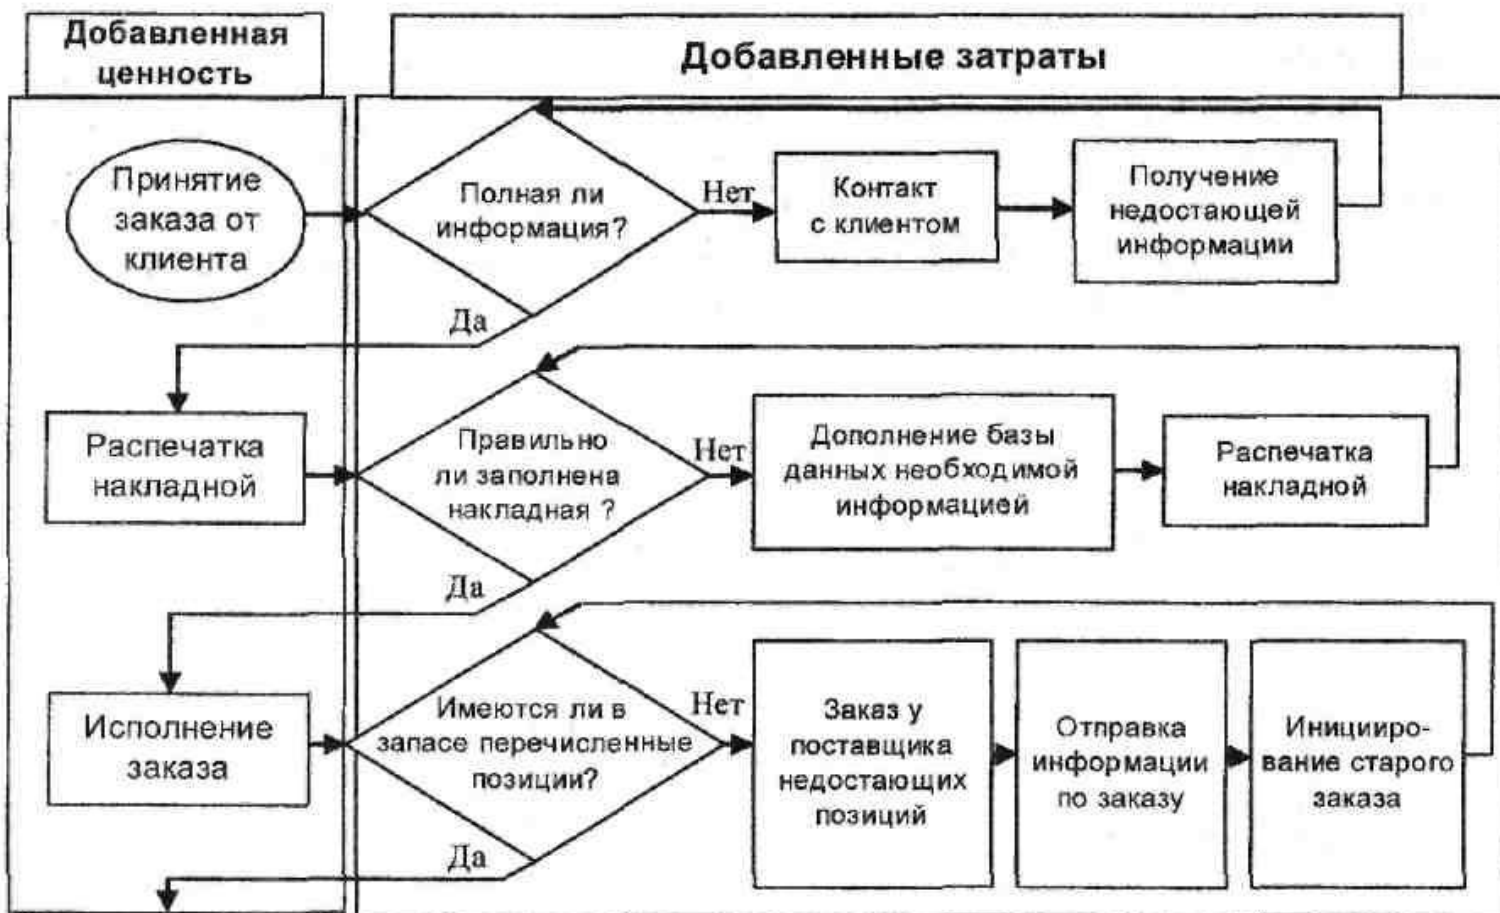 Добавленная
ценность
Добавленные затраты
Принятие
заказа от
клиента
Полная ли
информация?
Нет
Контакт
с клиентом
Получение
недостающей
информации
Да
Распечатка
накладной
Правильно
ли заполнена
накладная ?
Нет
Дополнение базы
данных необходимой
информацией
Распечатка
накладной
Да
Исполнение
заказа
Имеются ли в
запасе перечисленные
позиции?
Нет
Заказ у
поставщика
недостающих
позиций
Отправка
информации
по заказу
Иницииро-
вание старого
заказа
Да